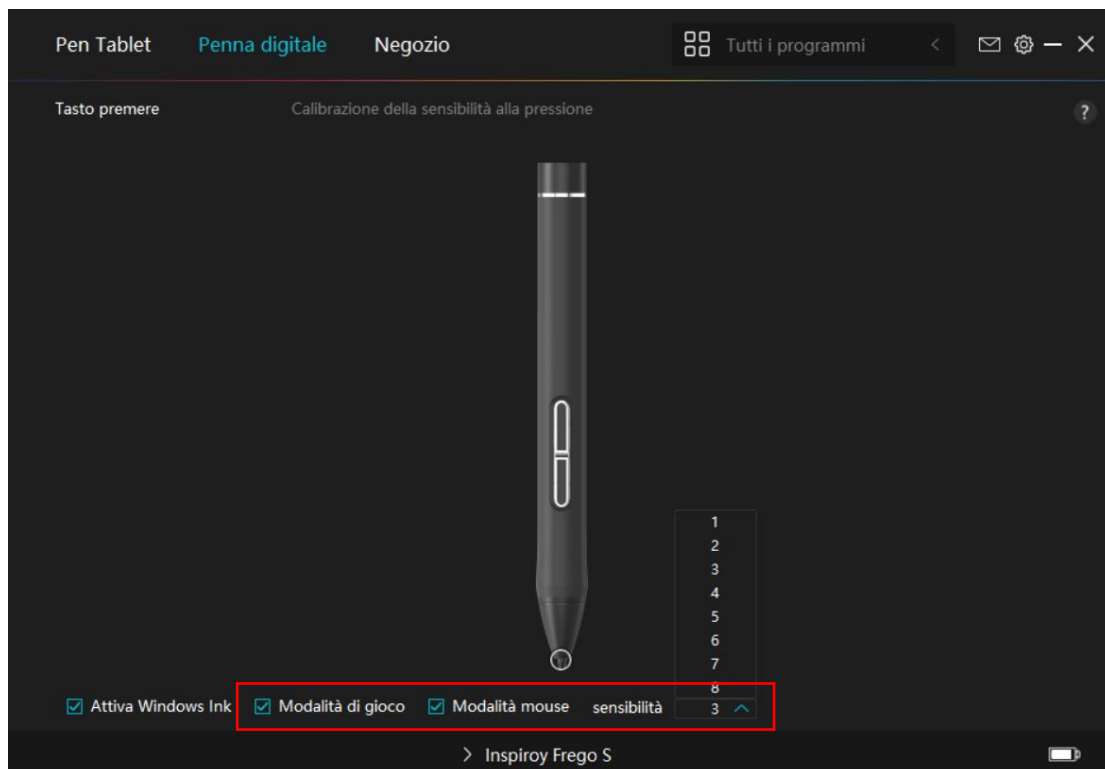 Pen Tablet Penna digitale Negozio Tutti i programmi
Tasto premere Calibrazione della sensibilità alla pressione ?
1
2
3
4
5
6
7
8
Attiva Windows Ink Modalità di gioco Modalità mouse sensibilità 3
Inspiroy Frego S